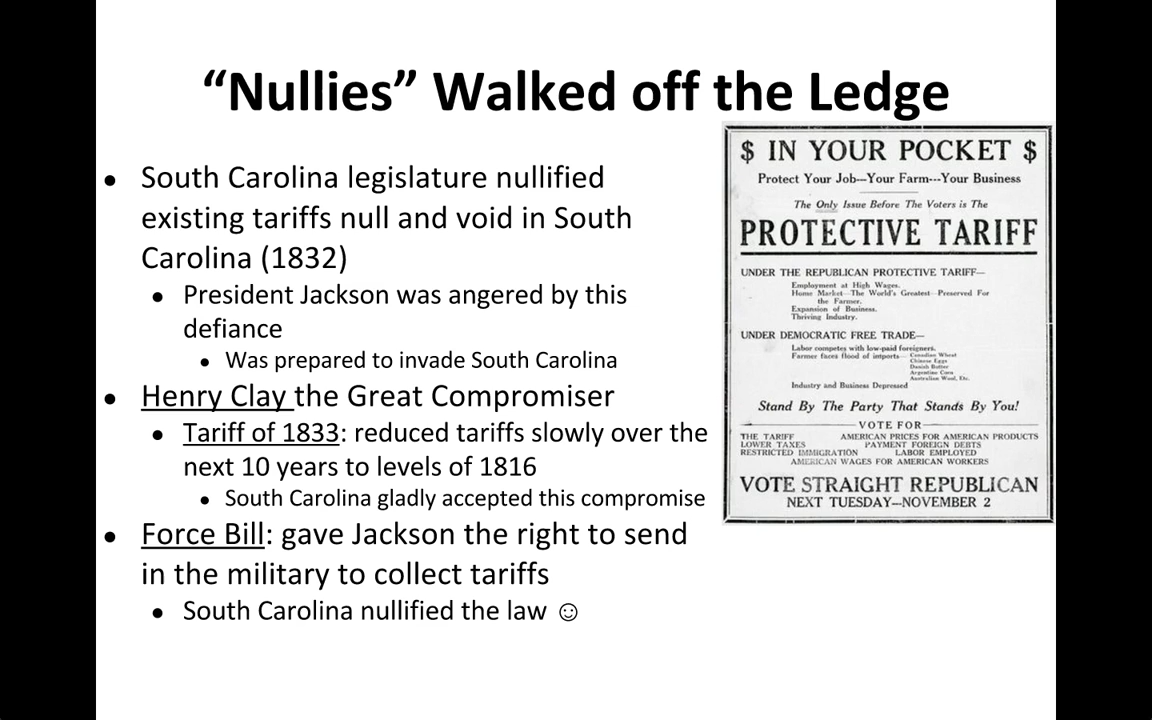 “Nullies” Walked off the Ledge
• South Carolina legislature nullified
existing tariffs null and void in South
Carolina (1832)
• President Jackson was angered by this
defiance
• Was prepared to invade South Carolina
• Henry Clay the Great Compromiser
• Tariff of 1833: reduced tariffs slowly over the
next 10 years to levels of 1816
• South Carolina gladly accepted this compromise
• Force Bill: gave Jackson the right to send
in the military to collect tariffs
• South Carolina nullified the law ☺
$ IN YOUR POCKET $
Protect Your Job---Your Farm---Your Business
The Only Issue Before The Voters is The
PROTECTIVE TARIFF
UNDER THE REPUBLICAN PROTECTIVE TARIFF—
Employment at High Wages.
Home Market—The World's Greatest—Preserved For
the Farmer.
Expansion of Business.
Thriving Industry.
UNDER DEMOCRATIC FREE TRADE—
Labor competes with low-paid foreigners.
Farmer faces flood of imports— Canadian Wheat
Chinese Eggs
Danish Butter
Argentine Corn
Australian Wool, Etc.
Industry and Business Depressed
Stand By The Party That Stands By You!
VOTE FOR
THE TARIFF AMERICAN PRICES FOR AMERICAN PRODUCTS
LOWER TAXES PAYMENT FOREIGN DEBTS
RESTRICTED IMMIGRATION LABOR EMPLOYED
AMERICAN WAGES FOR AMERICAN WORKERS
VOTE STRAIGHT REPUBLICAN
NEXT TUESDAY—NOVEMBER 2